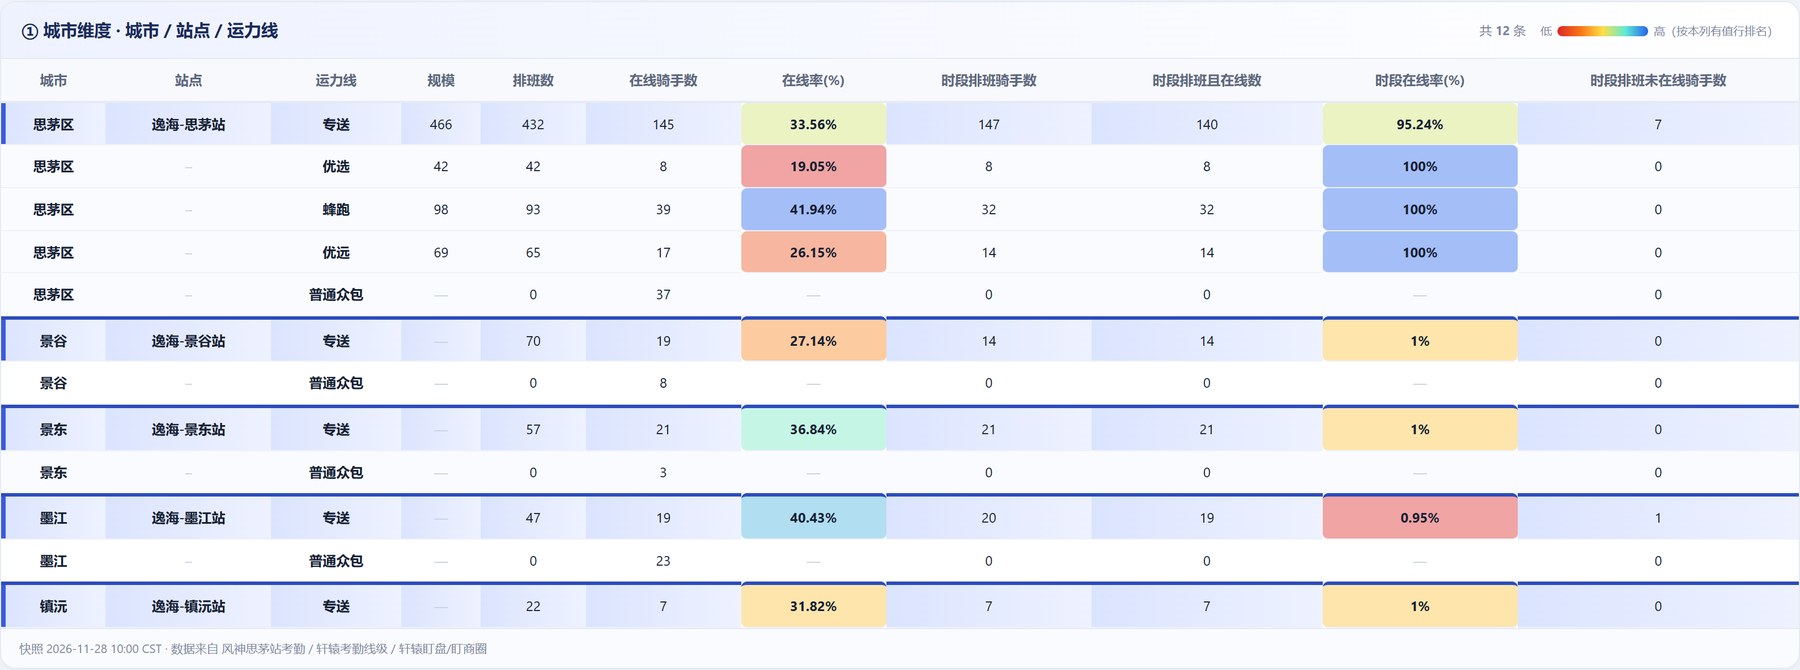 ① 城市维度 · 城市 / 站点 / 运力线
共 12 条 低 高 (按本列有值行排名)
城市 站点 运力线 规模 排班数 在线骑手数 在线率(%) 时段排班骑手数 时段排班且在线数 时段在线率(%) 时段排班未在线骑手数
思茅区 逸海-思茅站 专送 466 432 145 33.56% 147 140 95.24% 7
思茅区 – 优选 42 42 8 19.05% 8 8 100% 0
思茅区 – 蜂跑 98 93 39 41.94% 32 32 100% 0
思茅区 – 优远 69 65 17 26.15% 14 14 100% 0
思茅区 – 普通众包 — 0 37 — 0 0 — 0
景谷 逸海-景谷站 专送 — 70 19 27.14% 14 14 1% 0
景谷 – 普通众包 — 0 8 — 0 0 — 0
景东 逸海-景东站 专送 — 57 21 36.84% 21 21 1% 0
景东 – 普通众包 — 0 3 — 0 0 — 0
墨江 逸海-墨江站 专送 — 47 19 40.43% 20 19 0.95% 1
墨江 – 普通众包 — 0 23 — 0 0 — 0
镇沅 逸海-镇沅站 专送 — 22 7 31.82% 7 7 1% 0
快照 2026-11-28 10:00 CST · 数据来自 风神思茅站考勤 / 轩辕考勤线级 / 轩辕盯盘/盯商圈